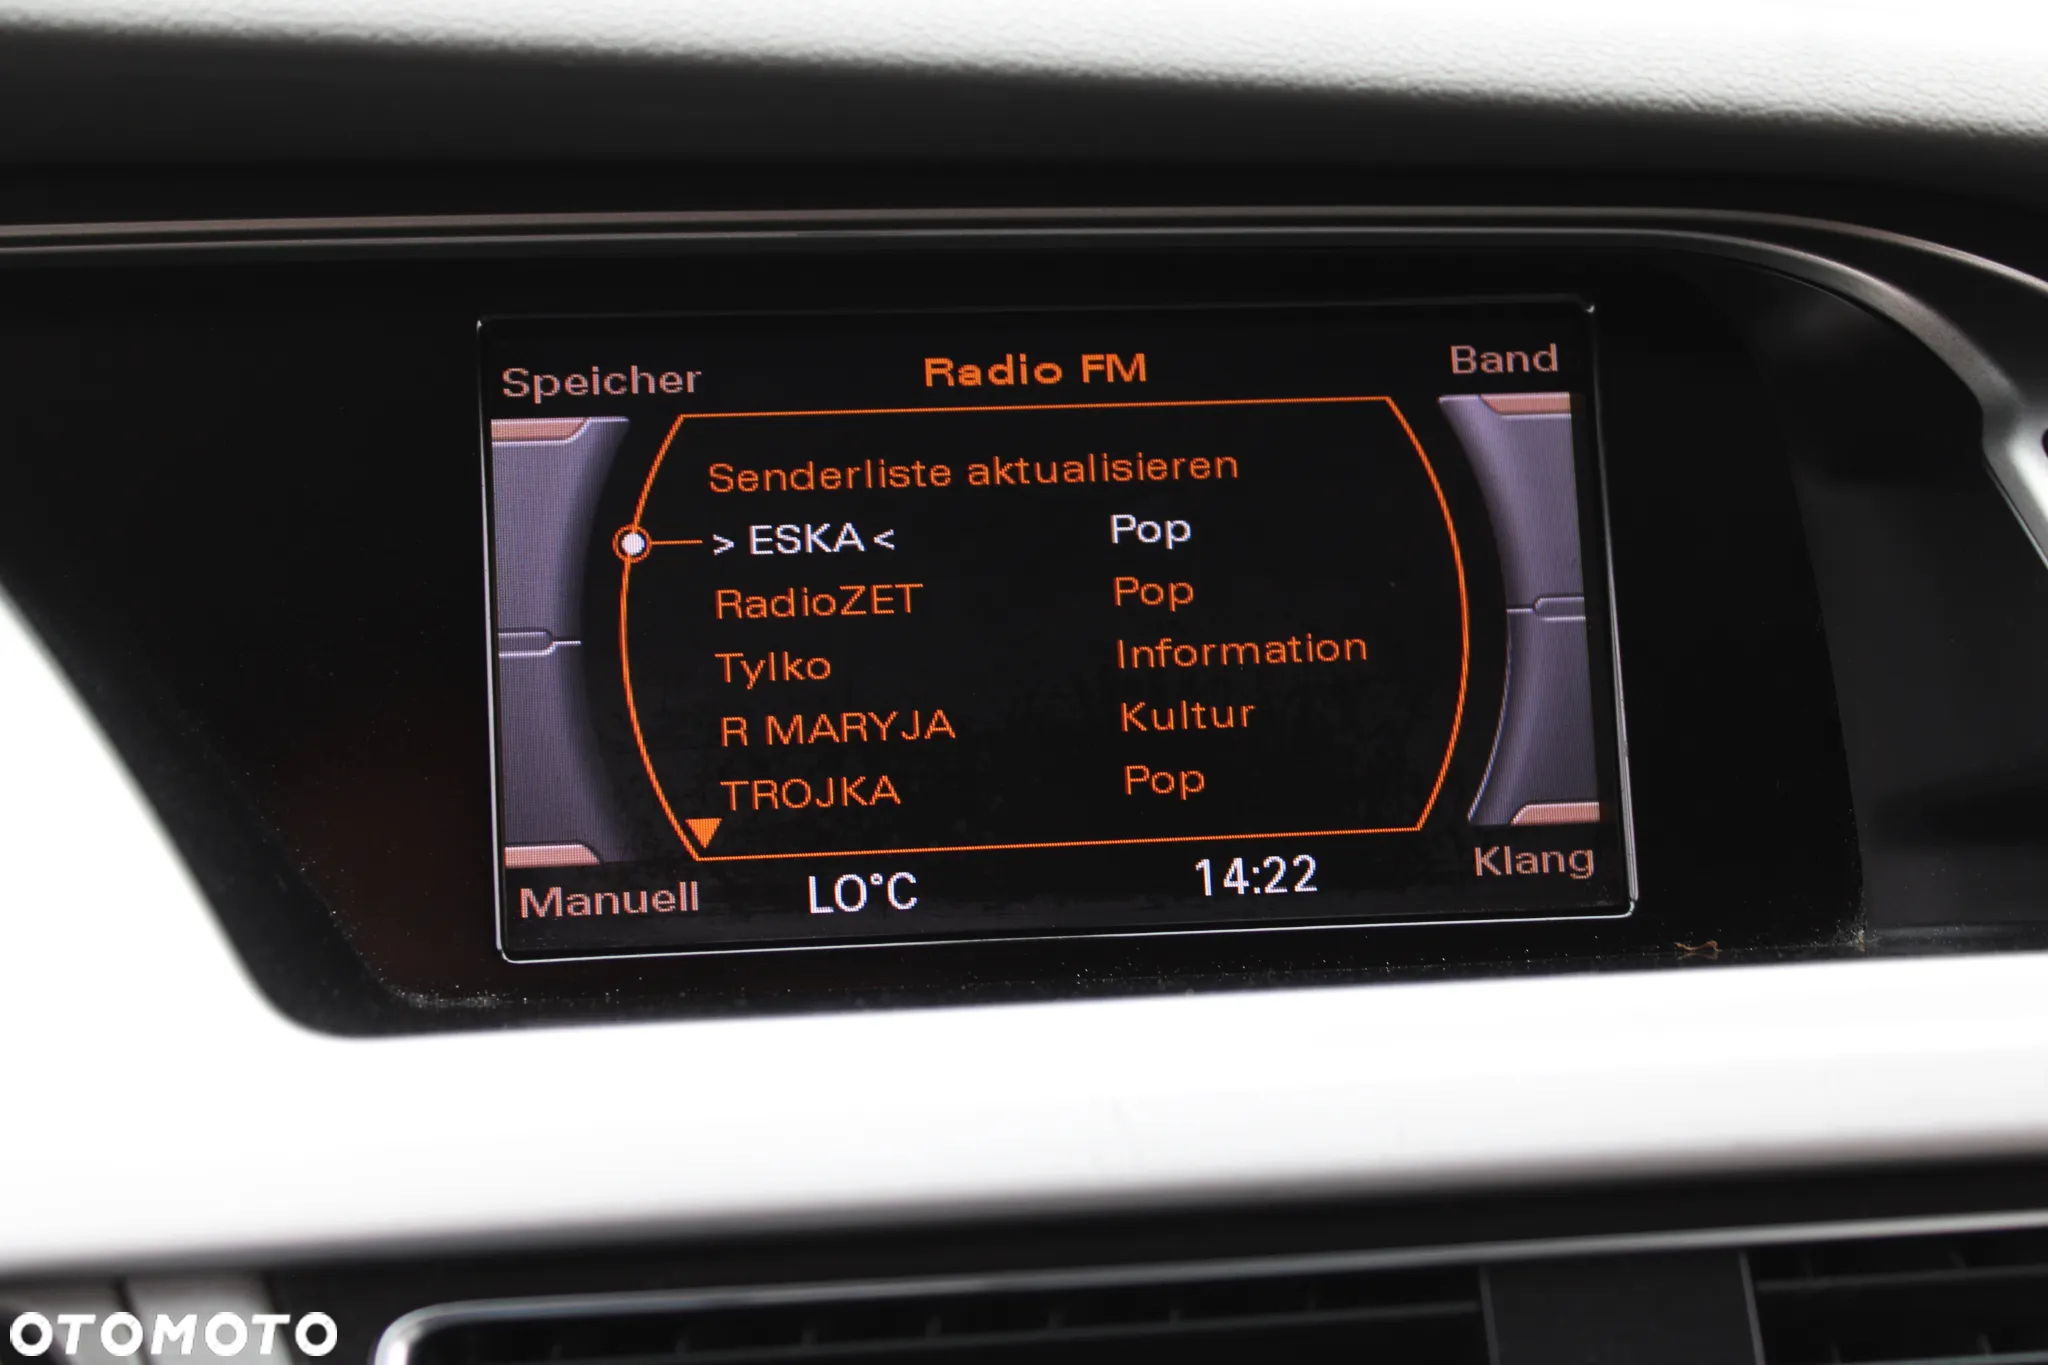 Speicher Radio FM Band
Senderliste aktualisieren
> ESKA < Pop
RadioZET Pop
Tylko Information
R MARYJA Kultur
TROJKA Pop
Manuell LO°C 14:22 Klang
OTOMOTO